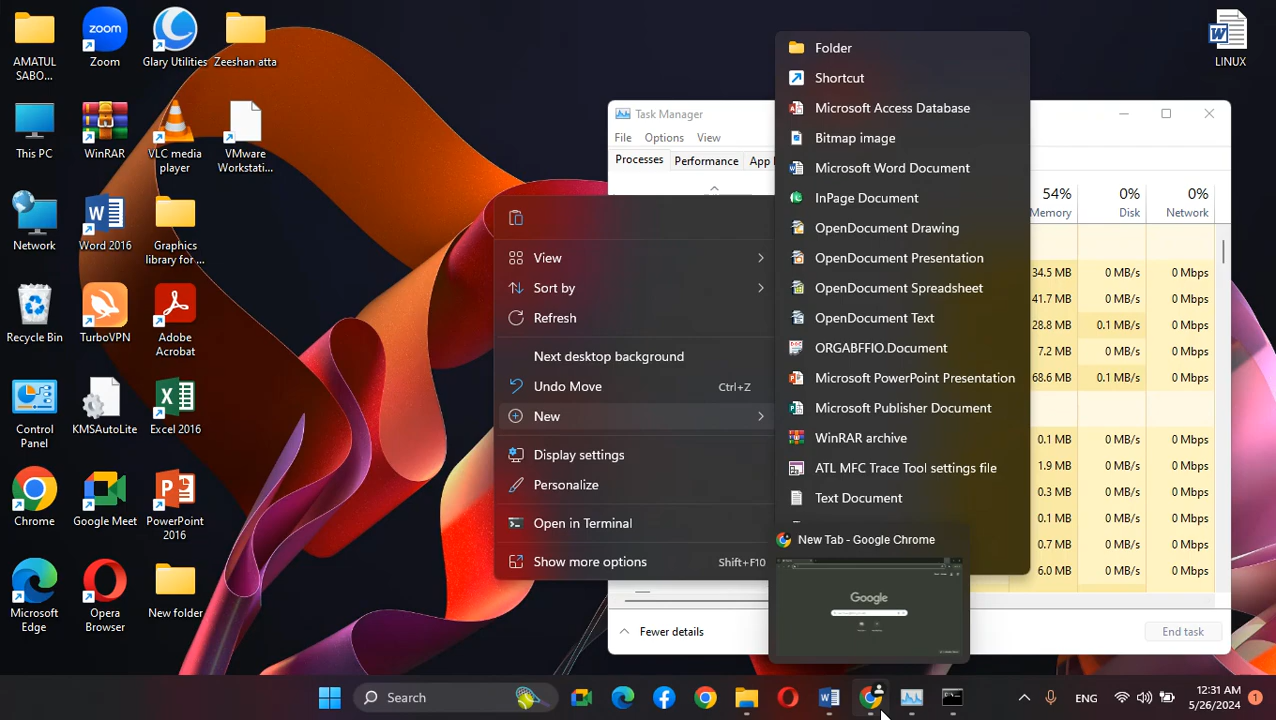 AMATUL
SABO...
Zoom
Glary Utilities
Zeeshan atta
LINUX
This PC
WinRAR
VLC media
player
VMware
Workstati...
Network
Word 2016
Graphics
library for ...
Recycle Bin
TurboVPN
Adobe
Acrobat
Control
Panel
KMSAutoLite
Excel 2016
Chrome
Google Meet
PowerPoint
2016
Microsoft
Edge
Opera
Browser
New folder
View
Sort by
Refresh
Next desktop background
Undo Move
Ctrl+Z
New
Display settings
Personalize
Open in Terminal
Show more options
Shift+F10
Folder
Shortcut
Microsoft Access Database
Bitmap image
Microsoft Word Document
InPage Document
OpenDocument Drawing
OpenDocument Presentation
OpenDocument Spreadsheet
OpenDocument Text
ORGABFFIO.Document
Microsoft PowerPoint Presentation
Microsoft Publisher Document
WinRAR archive
ATL MFC Trace Tool settings file
Text Document
New Tab - Google Chrome
Google
Task Manager
File Options View
Processes Performance App
54% 0% 0%
Memory Disk Network
34.5 MB 0 MB/s 0 Mbps
41.7 MB 0 MB/s 0 Mbps
28.8 MB 0.1 MB/s 0 Mbps
7.2 MB 0 MB/s 0 Mbps
68.6 MB 0.1 MB/s 0 Mbps
0.1 MB 0 MB/s 0 Mbps
1.9 MB 0 MB/s 0 Mbps
0.3 MB 0 MB/s 0 Mbps
0.1 MB 0 MB/s 0 Mbps
0.7 MB 0 MB/s 0 Mbps
6.0 MB 0 MB/s 0 Mbps
Fewer details
End task
Search
ENG
12:31 AM
5/26/2024
1